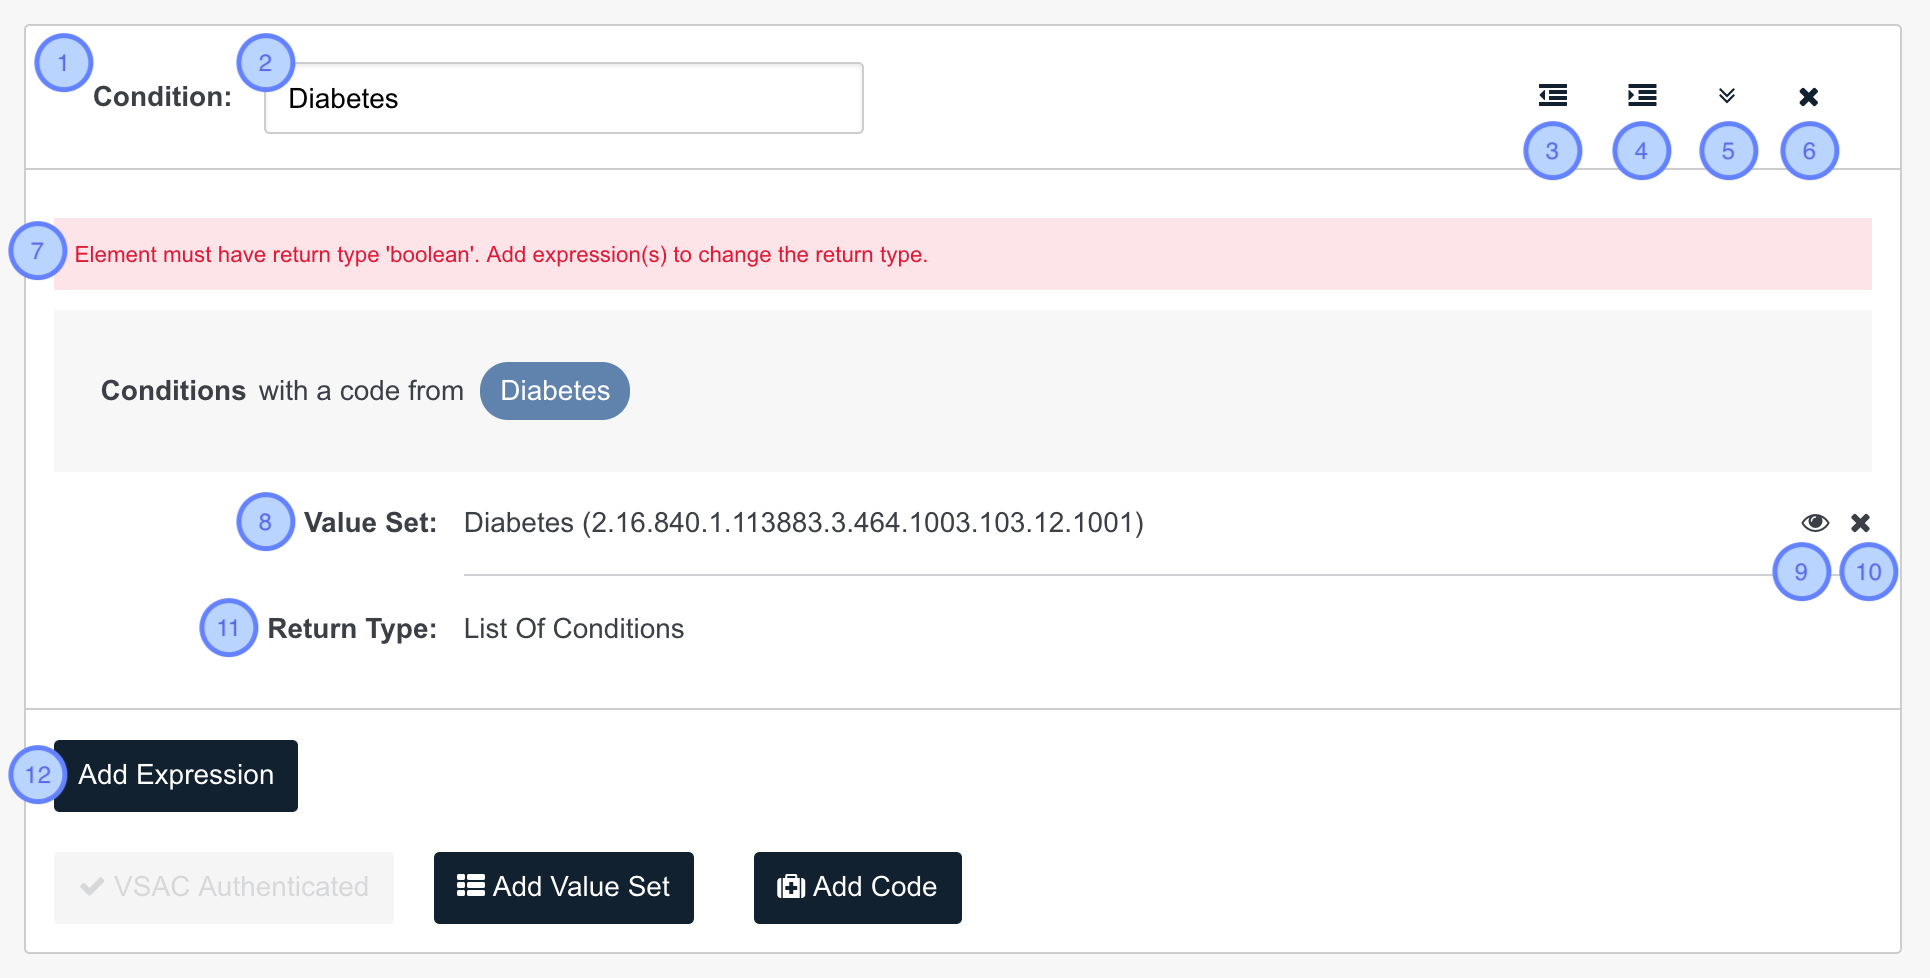 1
2
Condition: Diabetes
3 4 5 6
7 Element must have return type 'boolean'. Add expression(s) to change the return type.
Conditions with a code from Diabetes
8 Value Set: Diabetes (2.16.840.1.113883.3.464.1003.103.12.1001)
9 10
11 Return Type: List Of Conditions
12 Add Expression
VSAC Authenticated Add Value Set Add Code